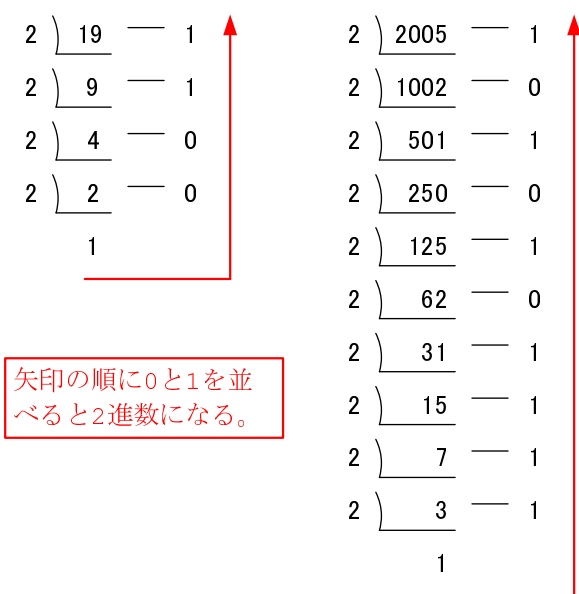 2 ) 19 — 1
2 ) 9 — 1
2 ) 4 — 0
2 ) 2 — 0
1
矢印の順に0と1を並
べると2進数になる。
2 ) 2005 — 1
2 ) 1002 — 0
2 ) 501 — 1
2 ) 250 — 0
2 ) 125 — 1
2 ) 62 — 0
2 ) 31 — 1
2 ) 15 — 1
2 ) 7 — 1
2 ) 3 — 1
1